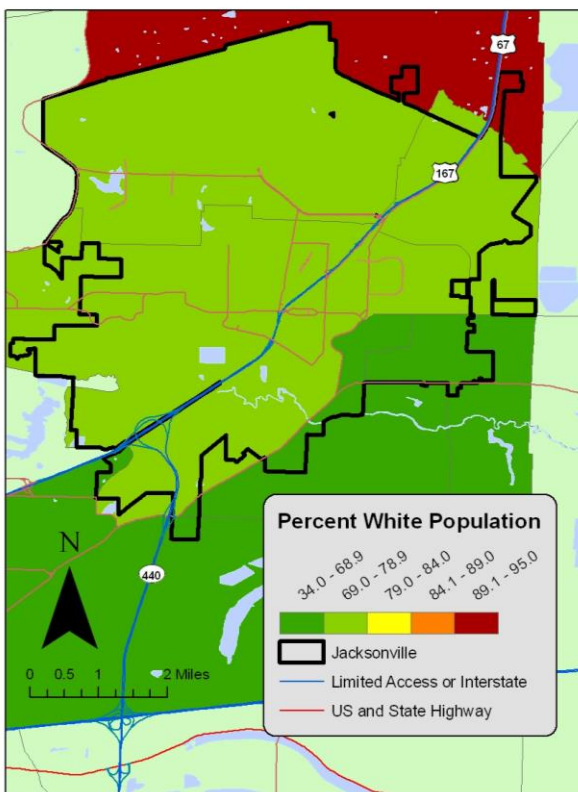 67
167
Percent White Population
34.0 - 68.9
69.0 - 78.9
79.0 - 84.0
84.1 - 89.0
89.1 - 95.0
N
440
Jacksonville
0 0.5 1 2 Miles
Limited Access or Interstate
US and State Highway